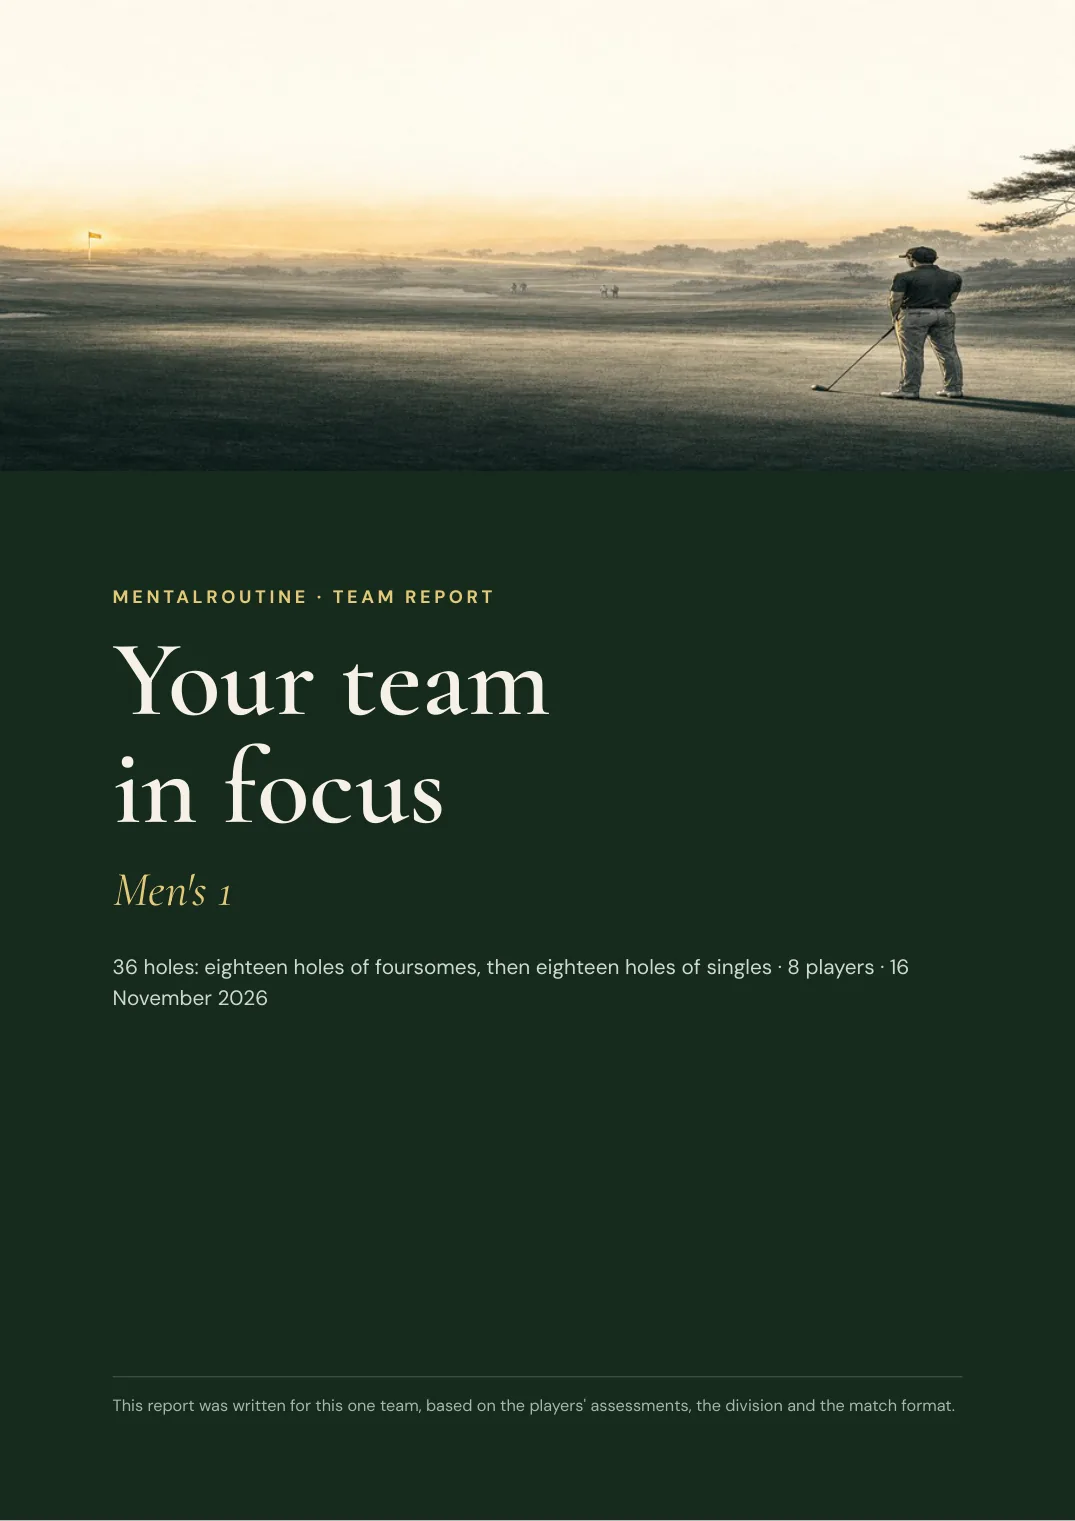 MENTALROUTINE · TEAM REPORT
Your team
in focus
Men's 1
36 holes: eighteen holes of foursomes, then eighteen holes of singles · 8 players · 16
November 2026
This report was written for this one team, based on the players' assessments, the division and the match format.